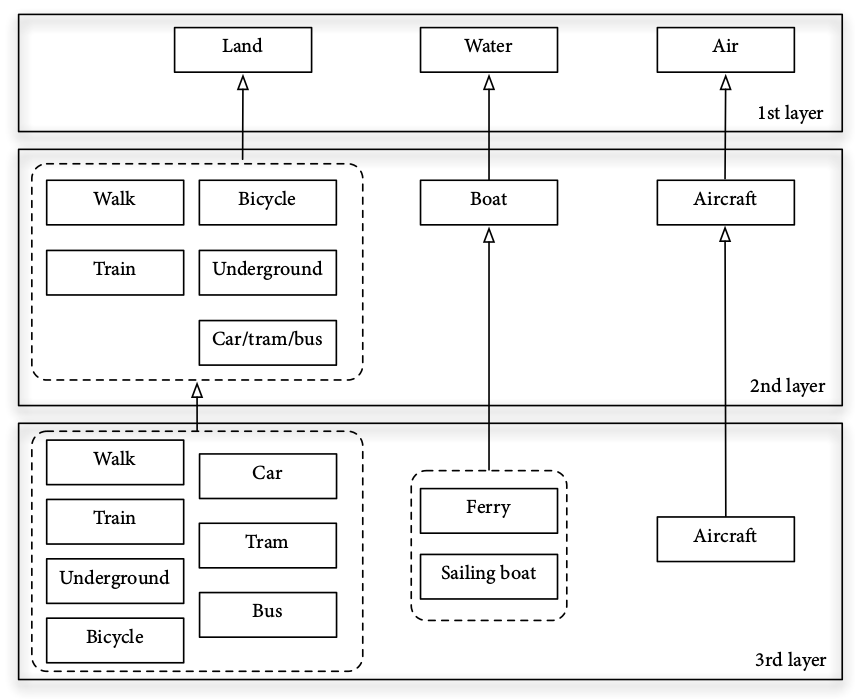 Land
Water
Air
1st layer
Walk
Bicycle
Boat
Aircraft
Train
Underground
Car/tram/bus
2nd layer
Walk
Car
Train
Tram
Underground
Bus
Bicycle
Ferry
Sailing boat
Aircraft
3rd layer